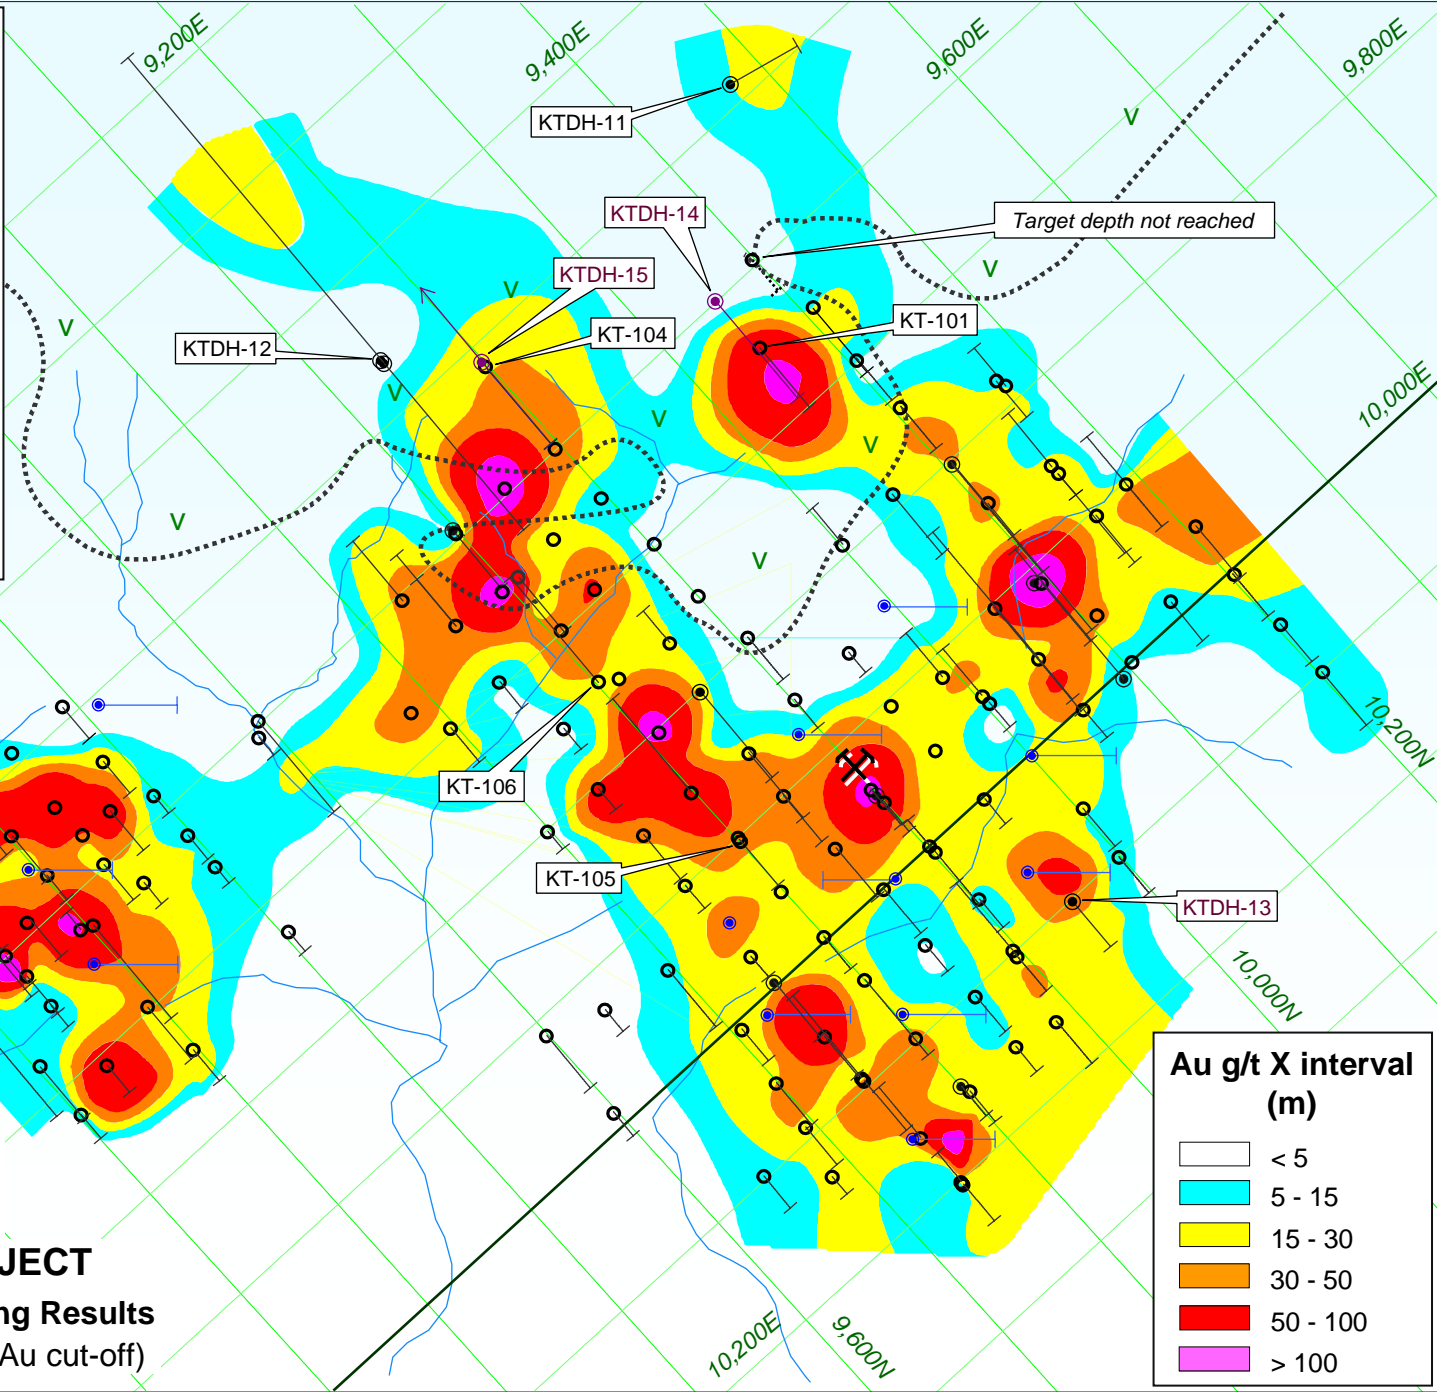 9,200E
9,400E
9,600E
9,800E
KTDH-11
V
KTDH-14
Target depth not reached
V
KTDH-15
V
V
KT-104
KT-101
KTDH-12
V
V
V
10,000E
V
V
10,200N
KT-106
KT-105
KTDH-13
10,000N
Au g/t X interval
(m)
< 5
5 - 15
15 - 30
30 - 50
50 - 100
> 100
JECT
ng Results
Au cut-off)
10,200E
9,600N